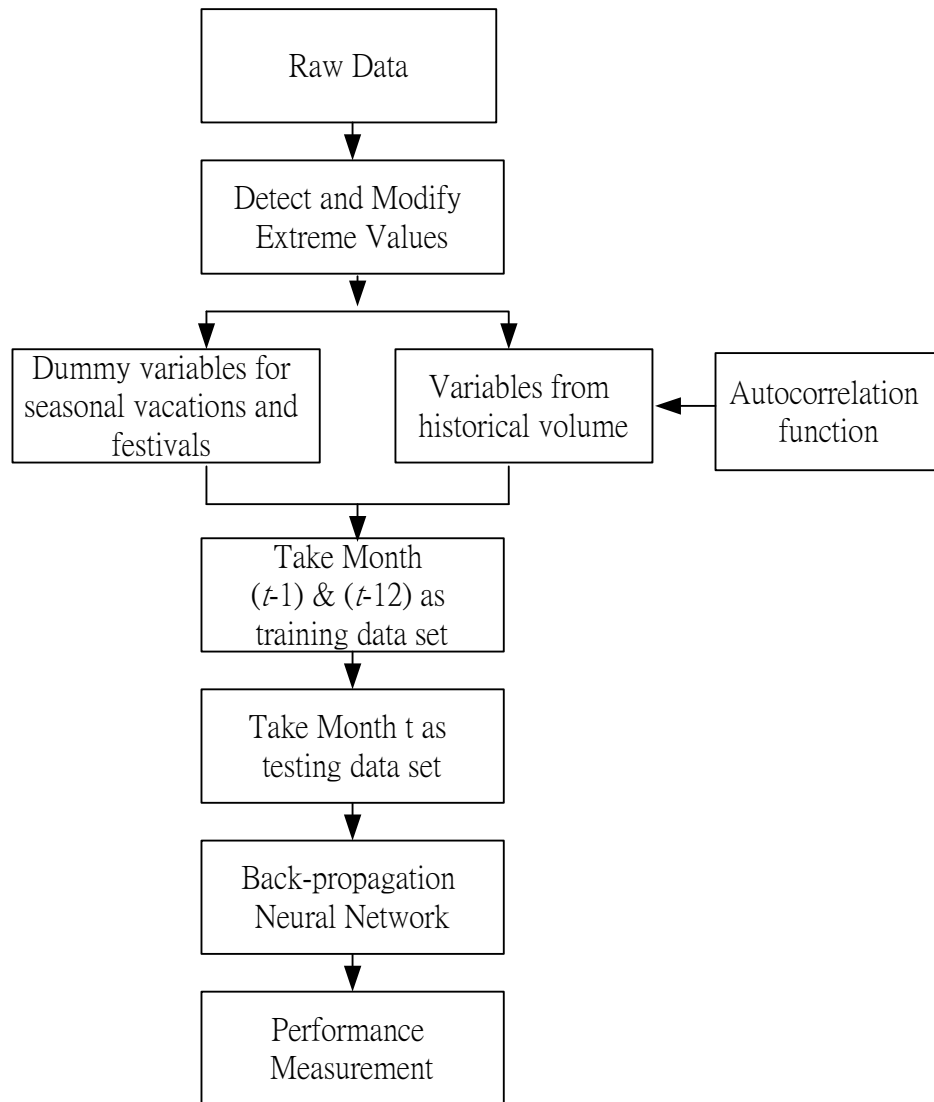 Raw Data
Detect and Modify
Extreme Values
Dummy variables for
seasonal vacations and
festivals
Variables from
historical volume
Autocorrelation
function
Take Month
(t-1) & (t-12) as
training data set
Take Month t as
testing data set
Back-propagation
Neural Network
Performance
Measurement